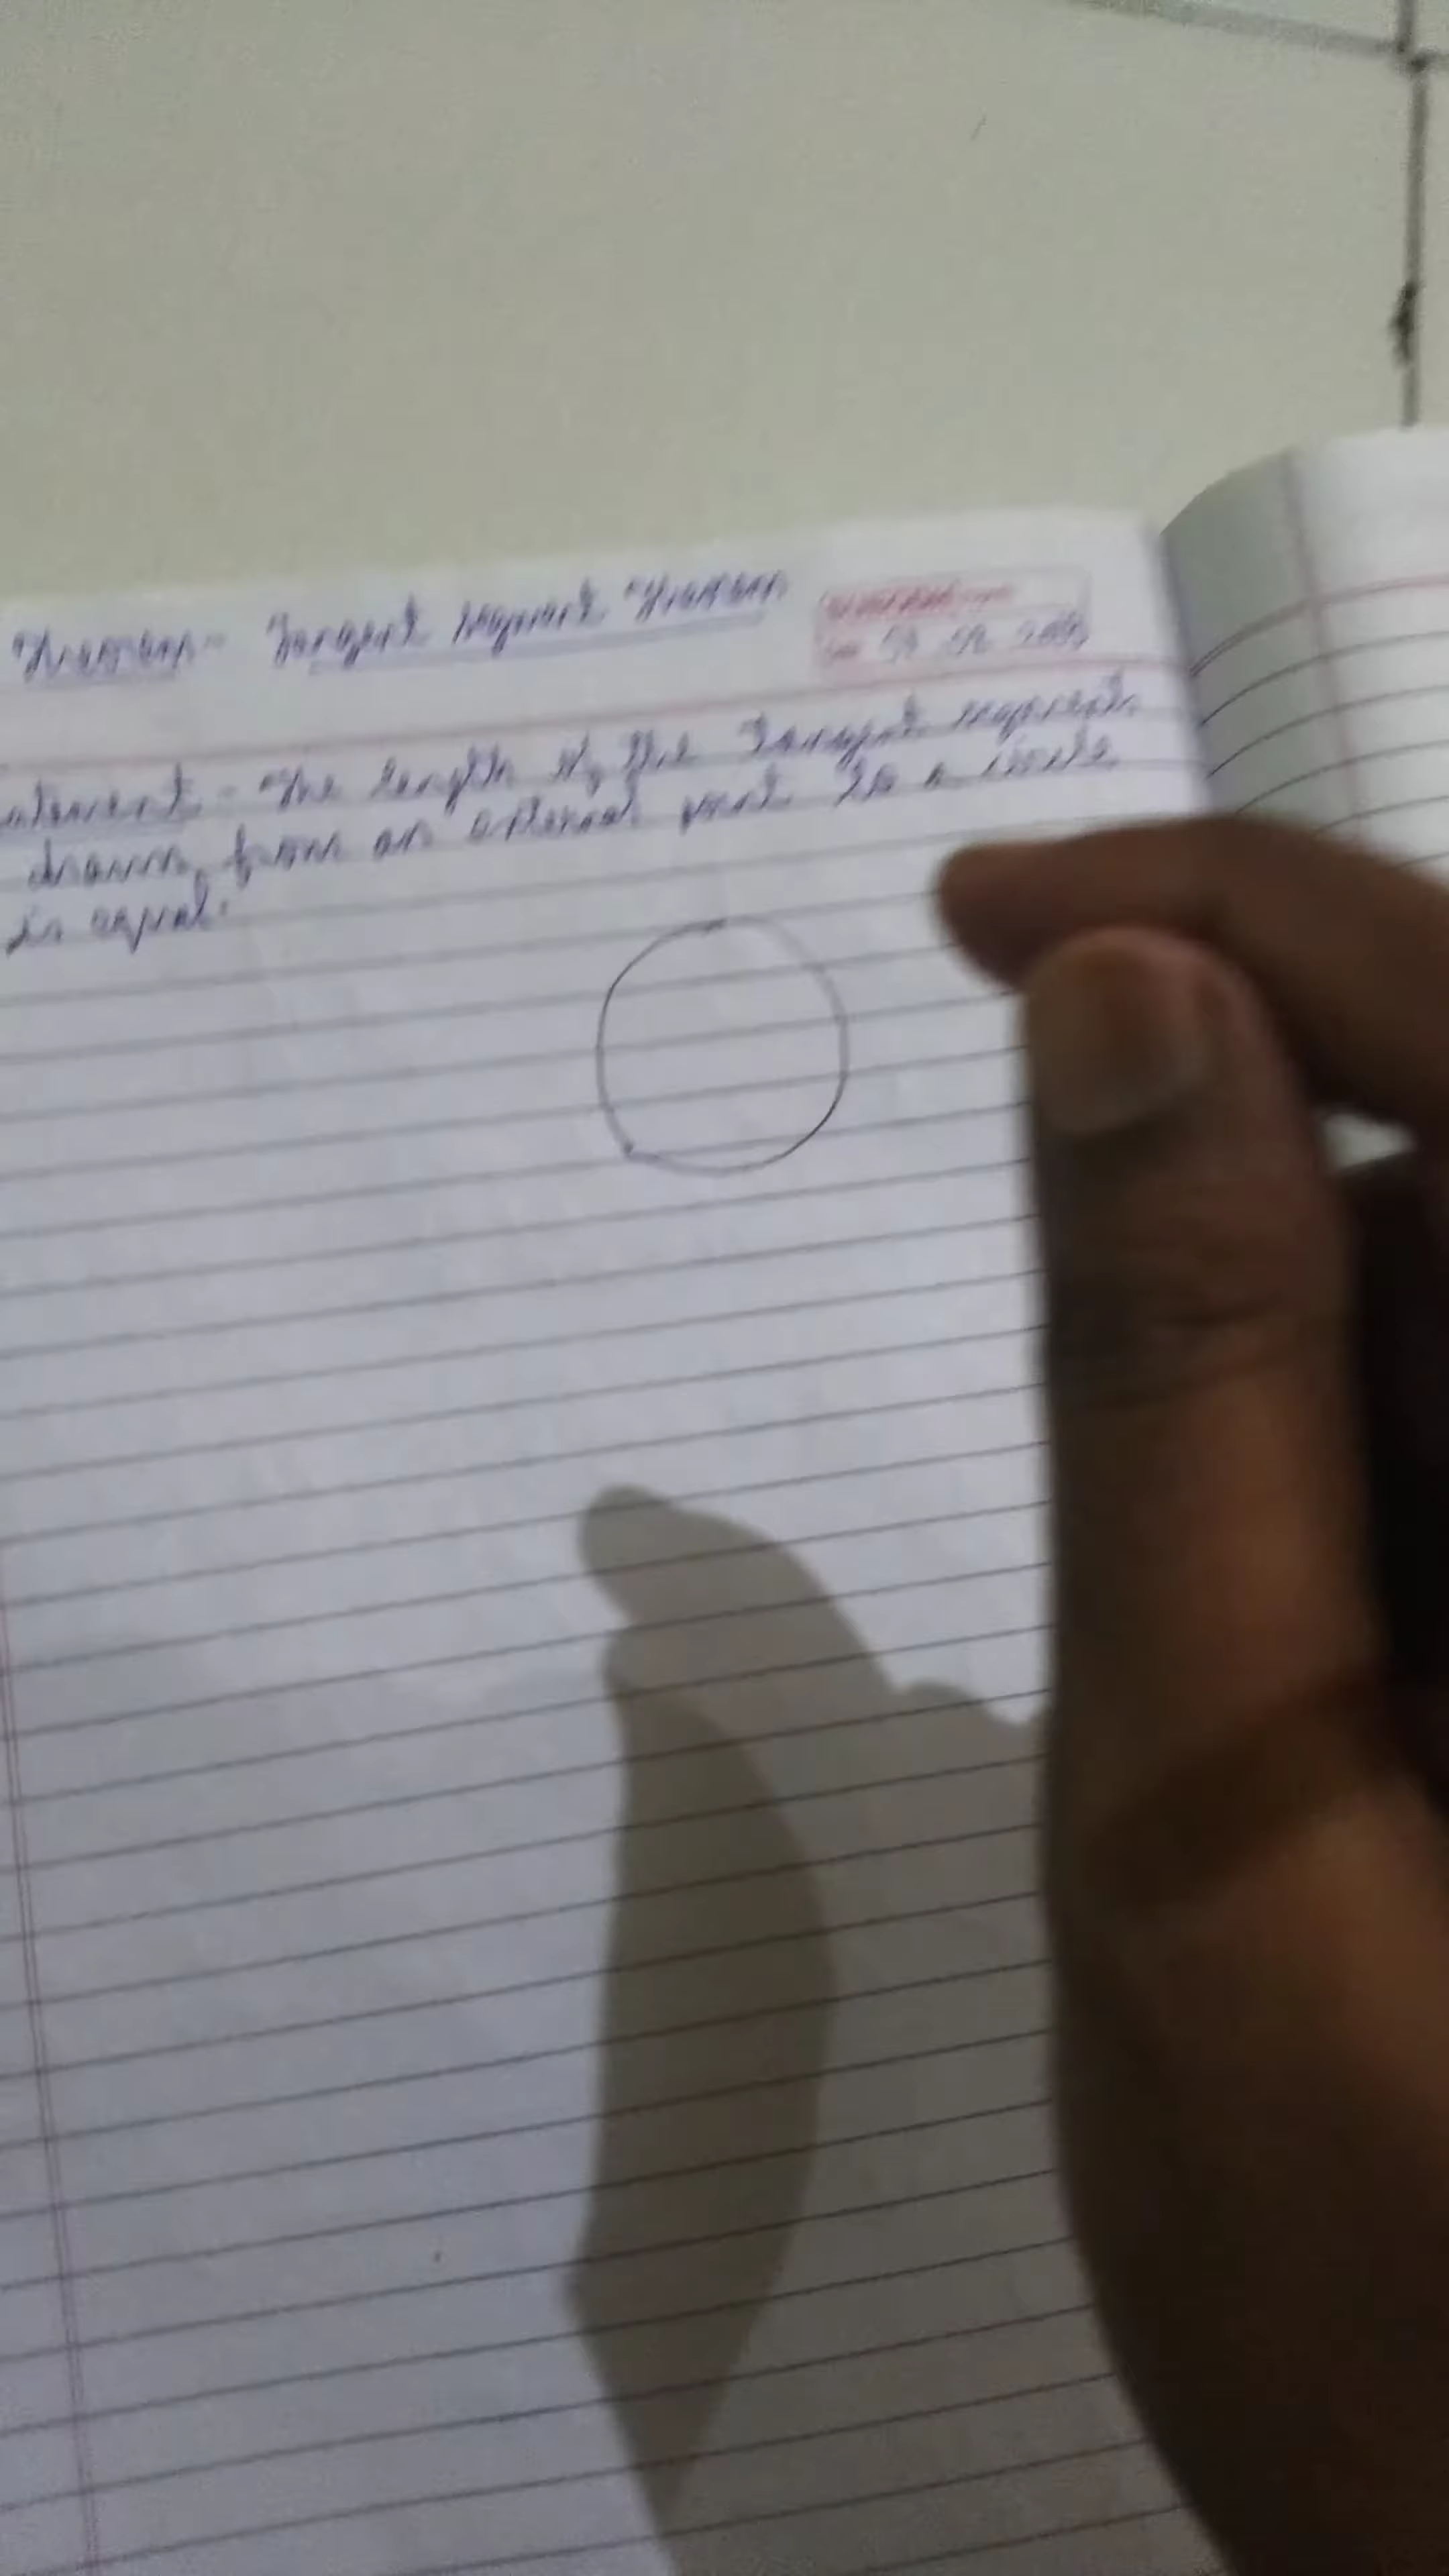 Theorem - Tangent segment Theorem
atement - The length of the Tangent segments
drawn from an external point to a circle
is equal.